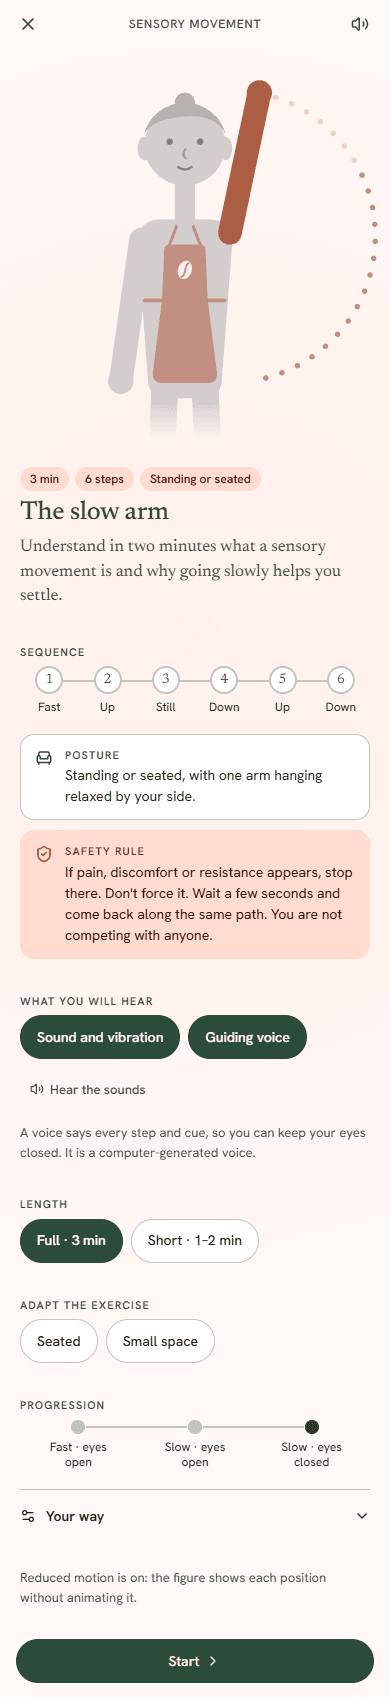 SENSORY MOVEMENT
3 min
6 steps
Standing or seated
The slow arm
Understand in two minutes what a sensory
movement is and why going slowly helps you
settle.
SEQUENCE
1 2 3 4 5 6
Fast Up Still Down Up Down
POSTURE
Standing or seated, with one arm hanging
relaxed by your side.
SAFETY RULE
If pain, discomfort or resistance appears, stop
there. Don't force it. Wait a few seconds and
come back along the same path. You are not
competing with anyone.
WHAT YOU WILL HEAR
Sound and vibration
Guiding voice
Hear the sounds
A voice says every step and cue, so you can keep your eyes
closed. It is a computer-generated voice.
LENGTH
Full · 3 min
Short · 1–2 min
ADAPT THE EXERCISE
Seated
Small space
PROGRESSION
Fast · eyes
open
Slow · eyes
open
Slow · eyes
closed
Your way
Reduced motion is on: the figure shows each position
without animating it.
Start